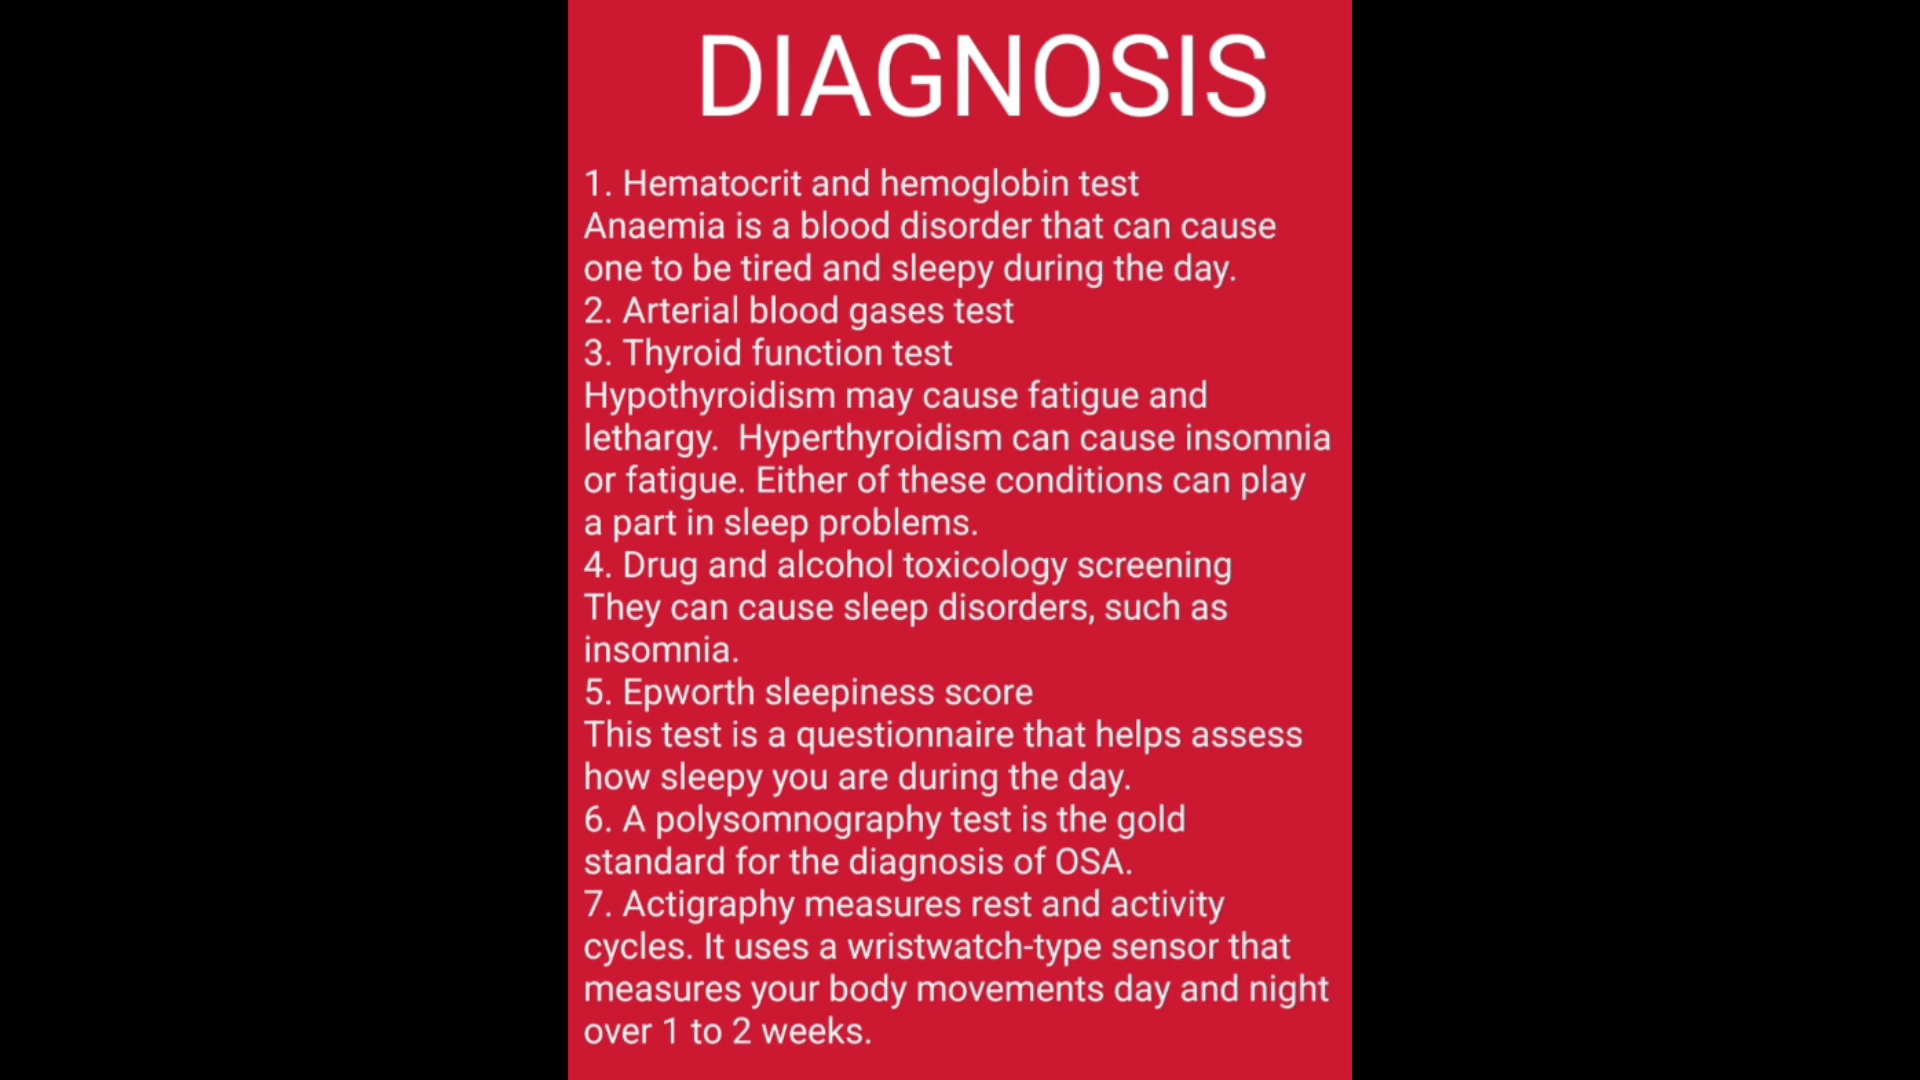 DIAGNOSIS
1. Hematocrit and hemoglobin test
Anaemia is a blood disorder that can cause
one to be tired and sleepy during the day.
2. Arterial blood gases test
3. Thyroid function test
Hypothyroidism may cause fatigue and
lethargy.  Hyperthyroidism can cause insomnia
or fatigue. Either of these conditions can play
a part in sleep problems.
4. Drug and alcohol toxicology screening
They can cause sleep disorders, such as
insomnia.
5. Epworth sleepiness score
This test is a questionnaire that helps assess
how sleepy you are during the day.
6. A polysomnography test is the gold
standard for the diagnosis of OSA.
7. Actigraphy measures rest and activity
cycles. It uses a wristwatch-type sensor that
measures your body movements day and night
over 1 to 2 weeks.